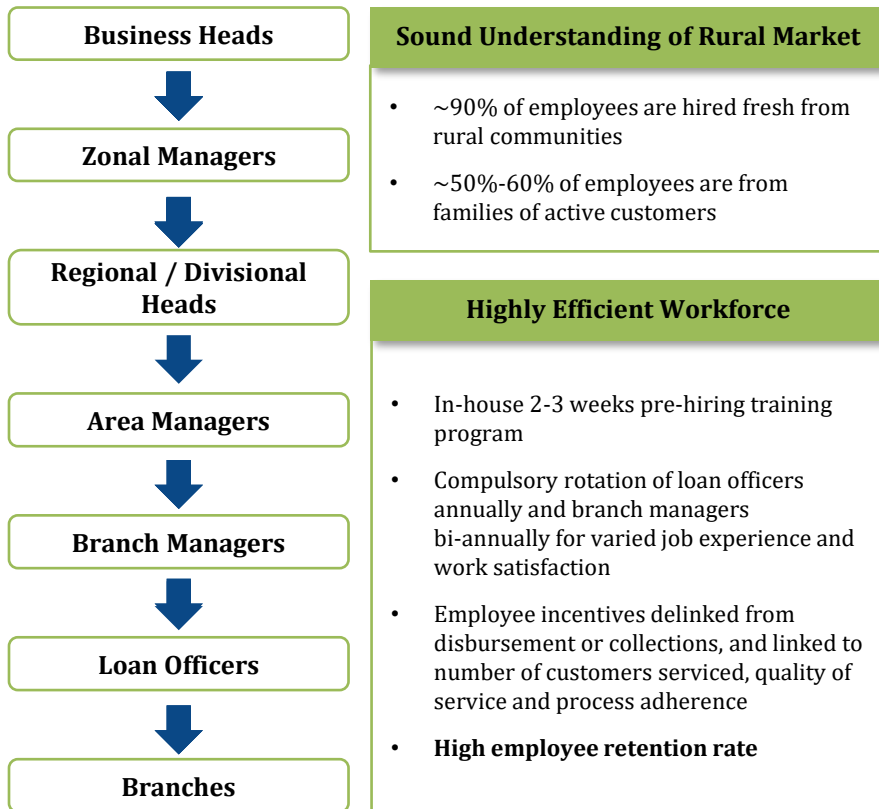 Business Heads
Zonal Managers
Regional / Divisional
Heads
Area Managers
Branch Managers
Loan Officers
Branches
Sound Understanding of Rural Market
• ~90% of employees are hired fresh from
rural communities
• ~50%-60% of employees are from
families of active customers
Highly Efficient Workforce
• In-house 2-3 weeks pre-hiring training
program
• Compulsory rotation of loan officers
annually and branch managers
bi-annually for varied job experience and
work satisfaction
• Employee incentives delinked from
disbursement or collections, and linked to
number of customers serviced, quality of
service and process adherence
• High employee retention rate